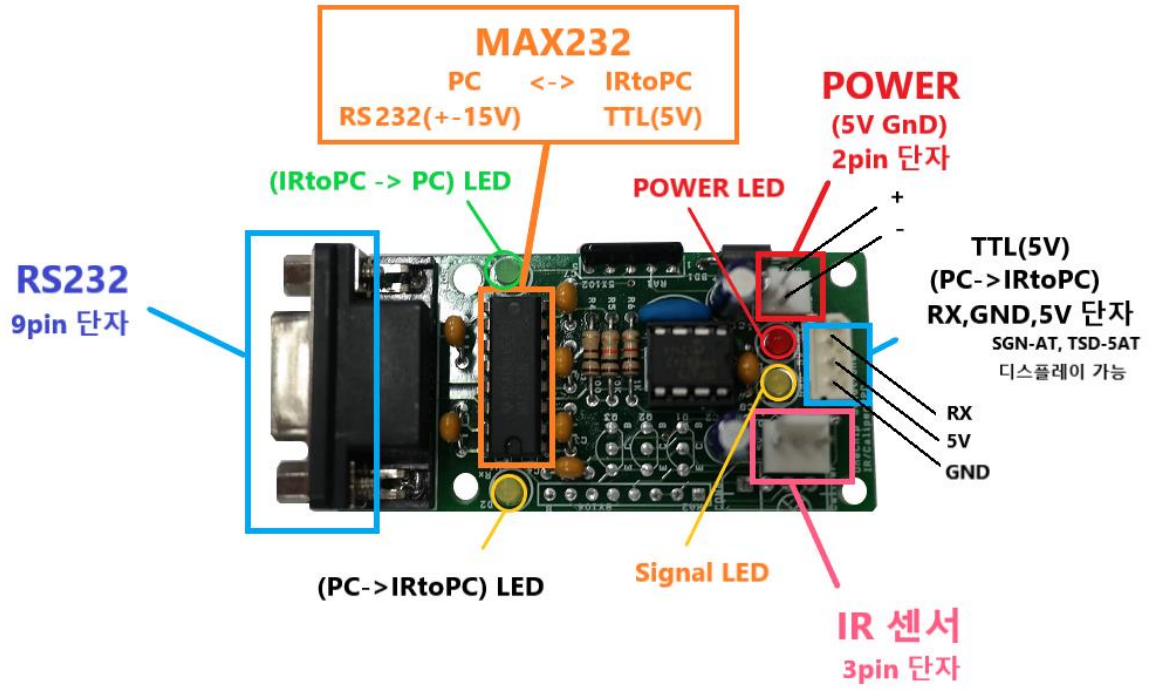 MAX232
PC <-> IRtoPC
RS232(+-15V) TTL(5V)
POWER
(5V GnD)
2pin 단자
(IRtoPC -> PC) LED
POWER LED
+
-
TTL(5V)
(PC->IRtoPC)
RX,GND,5V 단자
SGN-AT, TSD-5AT
디스플레이 가능
RS232
9pin 단자
RX
5V
GND
(PC->IRtoPC) LED
Signal LED
IR 센서
3pin 단자